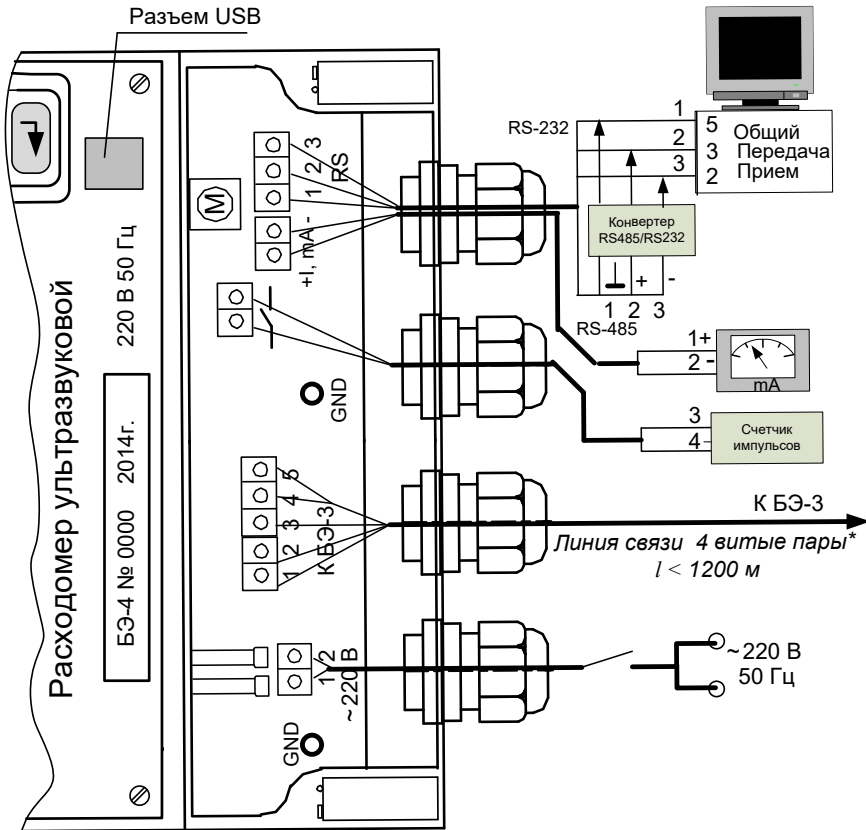 Разъем USB
Расходомер ультразвуковой
220 В 50 Гц
БЭ-4 № 0000 2014г.
М
3
2
1
RS
+I, mA -
GND
5
4
3
2
1
К БЭ-3
1 2
~220 В
GND
RS-232
1
2
3
5 Общий
3 Передача
2 Прием
Конвертер
RS485/RS232
+ -
1 2 3
RS-485
1+
2 -
mA
3
4
Счетчик
импульсов
К БЭ-3
Линия связи 4 витые пары*
l < 1200 м
~220 В
50 Гц